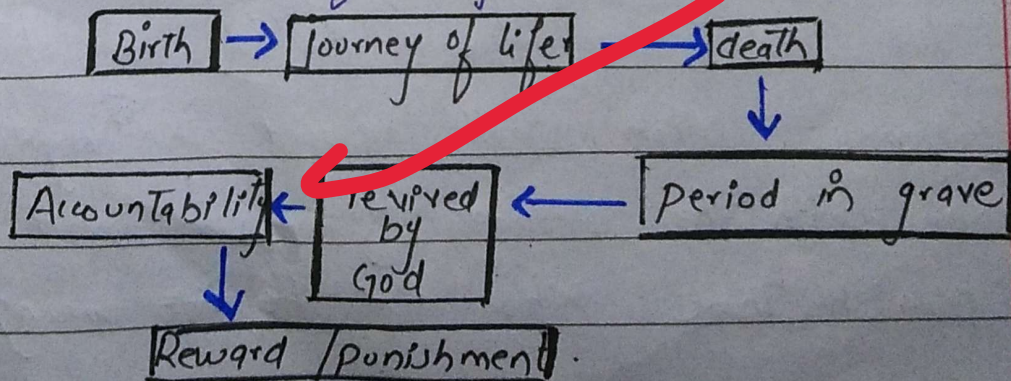 Birth → Journey of life → death
Accountability ← revived ← Period in grave
by
God
Reward / punishment.